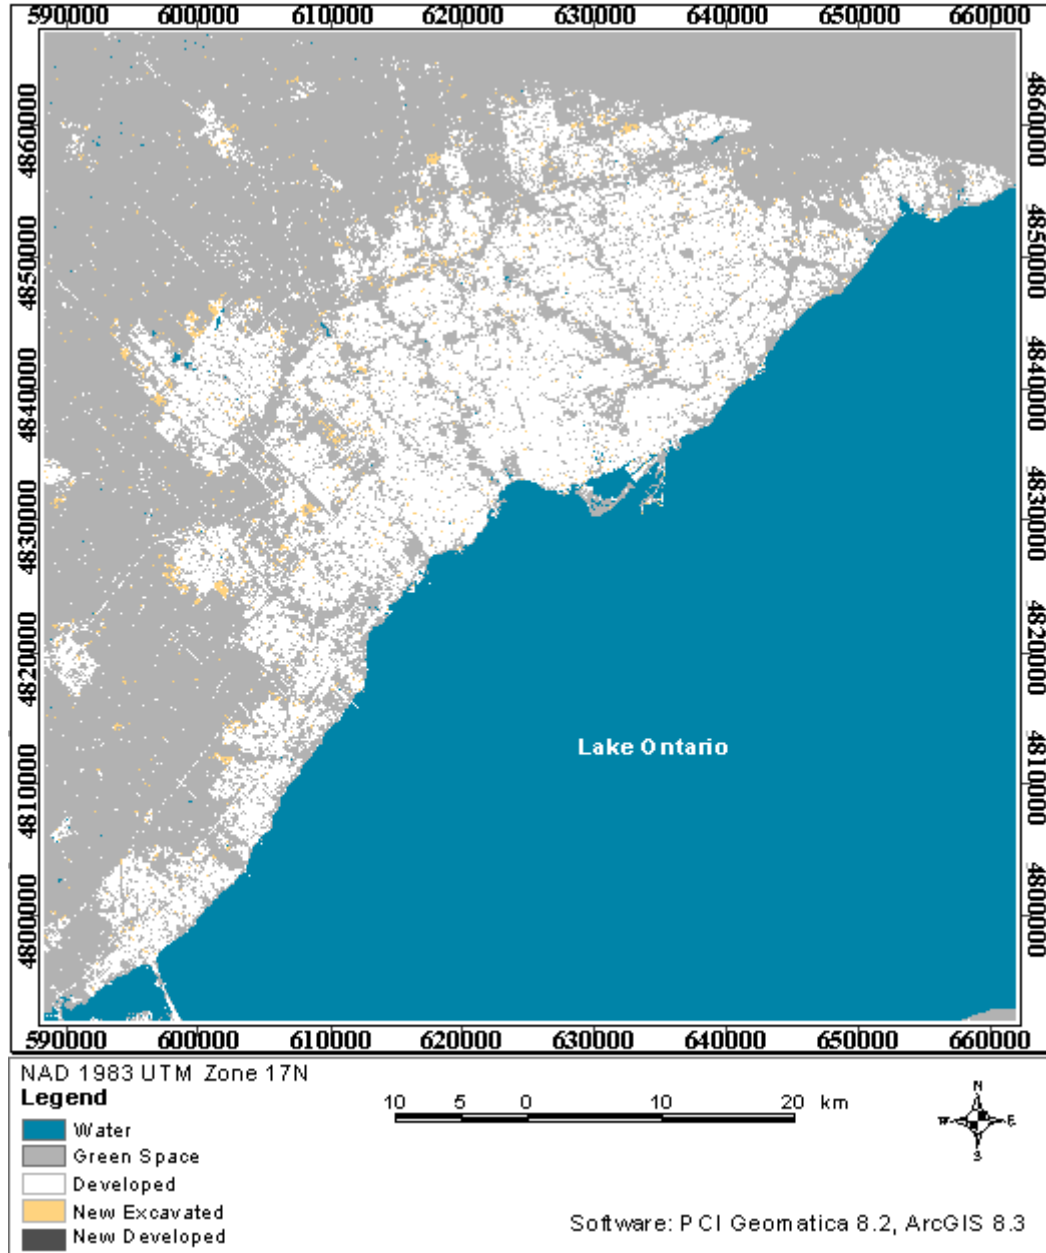 590000 600000 610000 620000 630000 640000 650000 660000
4860000 4860000
4850000 4850000
4840000 4840000
4830000 4830000
4820000 4820000
Lake Ontario
4810000 4810000
4800000 4800000
590000 600000 610000 620000 630000 640000 650000 660000
NAD 1983 UTM Zone 17N
Legend
10 5 0 10 20 km
N
W E
S
Water
Green Space
Developed
New Excavated
New Developed
Software: PCI Geomatica 8.2, ArcGIS 8.3